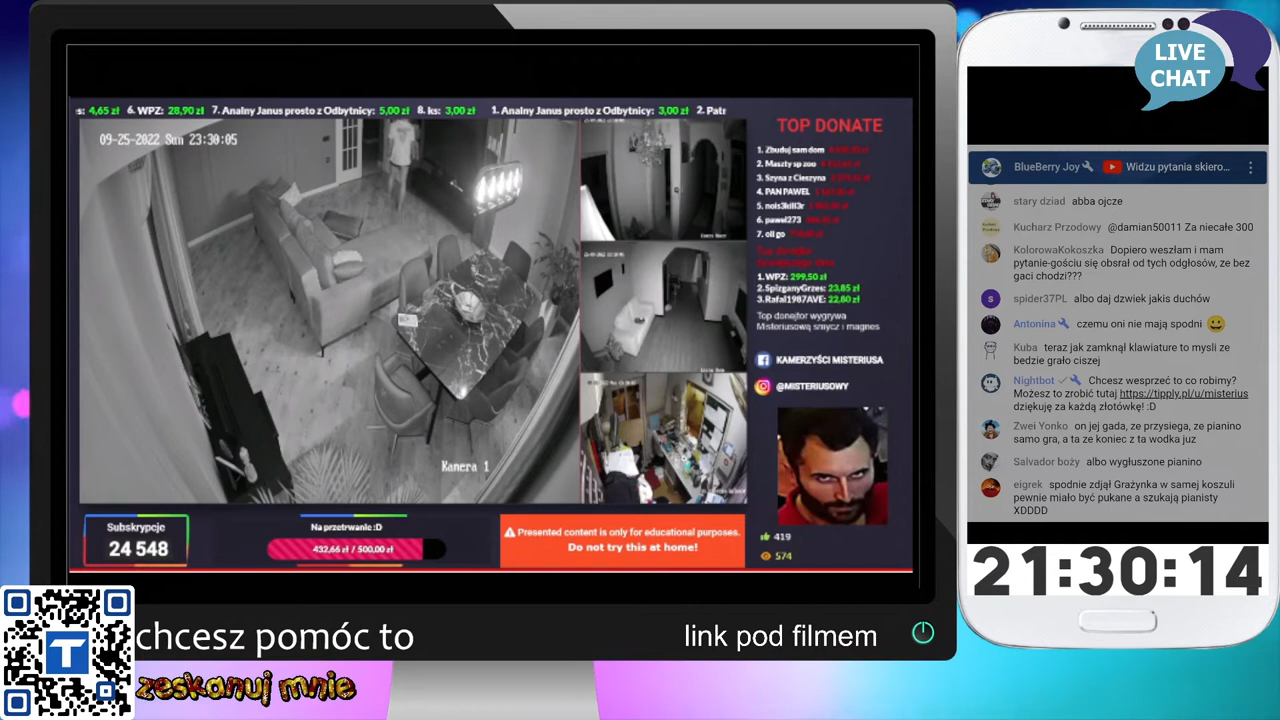 4,65 zł 6. WPZ: 28,90 zł 7. Analny Janus prosto z Odbytnicy: 5,00 zł 8. ks: 3,00 zł 1. Analny Janus prosto z Odbytnicy: 3,00 zł 2.
09-25-2022 Sun 23:30:05
Kamera 1
TOP DONATE
1. Zbuduj sam dom
2. Maszty sp zoo
3. Szyna z Cieszyna
4. PAN PAWEL
5. nois3kill3r
6. pawel273
7. oli go
1. WPZ: 299,50 zł
2. SpizganyGrzes: 23,85 zł
3. Rafal1987AVE: 22,80 zł
Top donejtor wygrywa
Misteriusową smycz i magnes
KAMERZYŚCI MISTERIUSA
@MISTERIUSOWY
419
574
Subskrypcje
24 548
Na przetrwanie :D
432,66 zł / 500,00 zł
Presented content is only for educational purposes.
Do not try this at home!
LIVE
CHAT
BlueBerry Joy Widzu pytania skiero...
stary dziad abba ojcze
Kucharz Przodowy @damian50011 Za niecałe 300
KolorowaKokoszka Dopiero weszłam i mam
pytanie-gościu się obsrał od tych odgłosów, ze bez
gaci chodzi???
spider37PL albo daj dzwiek jakis duchów
Antonina czemu oni nie mają spodni 😀
Kuba teraz jak zamknął klawiature to mysli ze
bedzie grało ciszej
Nightbot Chcesz wesprzeć to co robimy?
Możesz to zrobić tutaj https://tipply.pl/u/misterius
dziękuję za każdą złotówkę! :D
Zwei Yonko on jej gada, ze przysiega, ze pianino
samo gra, a ta ze koniec z ta wodka juz
Salvador boży albo wygłuszone pianino
eigrek spodnie zdjął Grażynka w samej koszuli
pewnie miało być pukane a szukają pianisty
XDDDD
21:30:14
T
chcesz pomóc to
zeskanuj mnie
link pod filmem